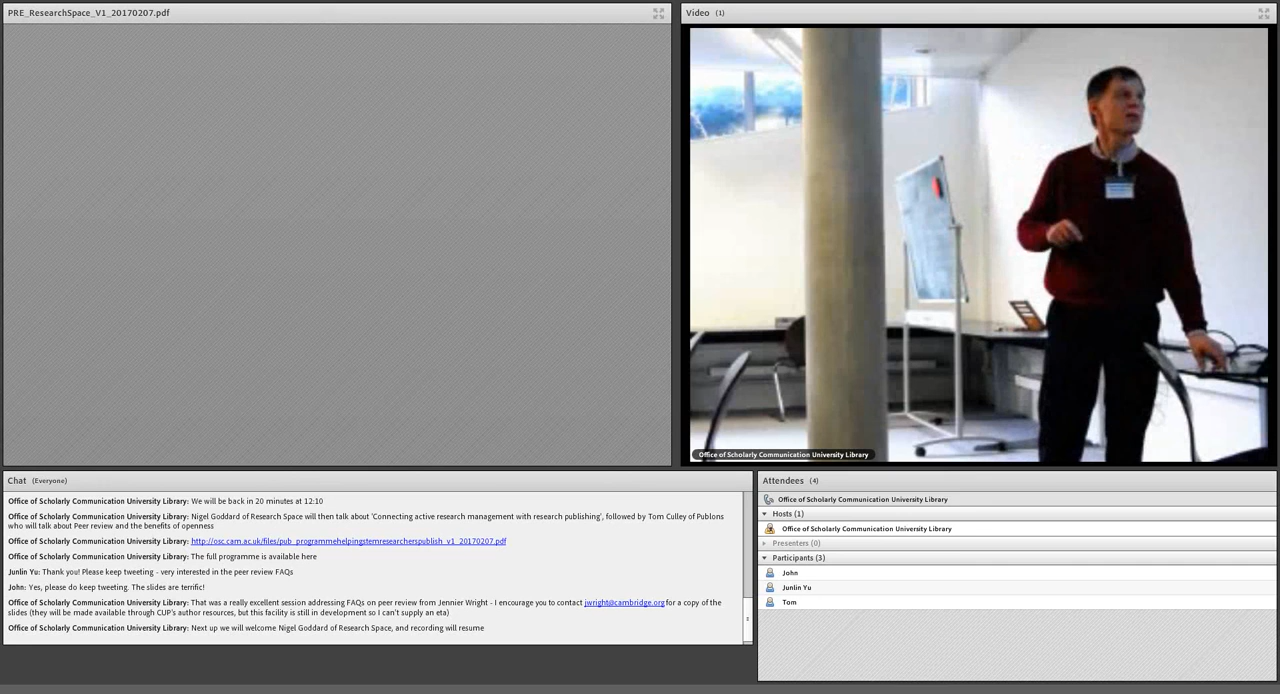 PRE_ResearchSpace_V1_20170207.pdf
Video (1)
Office of Scholarly Communication University Library
Chat (Everyone)
Office of Scholarly Communication University Library: We will be back in 20 minutes at 12:10
Office of Scholarly Communication University Library: Nigel Goddard of Research Space will then talk about 'Connecting active research management with research publishing', followed by Tom Culley of Publons
who will talk about Peer review and the benefits of openness
Office of Scholarly Communication University Library: http://osc.cam.ac.uk/files/pub_programmehelpingstemresearcherspublish_v1_20170207.pdf
Office of Scholarly Communication University Library: The full programme is available here
Junlin Yu: Thank you! Please keep tweeting - very interested in the peer review FAQs
John: Yes, please do keep tweeting. The slides are terrific!
Office of Scholarly Communication University Library: That was a really excellent session addressing FAQs on peer review from Jennier Wright - I encourage you to contact jwright@cambridge.org for a copy of the
slides (they will be made available through CUP's author resources, but this facility is still in development so I can't supply an eta)
Office of Scholarly Communication University Library: Next up we will welcome Nigel Goddard of Research Space, and recording will resume
Attendees (4)
Office of Scholarly Communication University Library
Hosts (1)
Office of Scholarly Communication University Library
Presenters (0)
Participants (3)
John
Junlin Yu
Tom